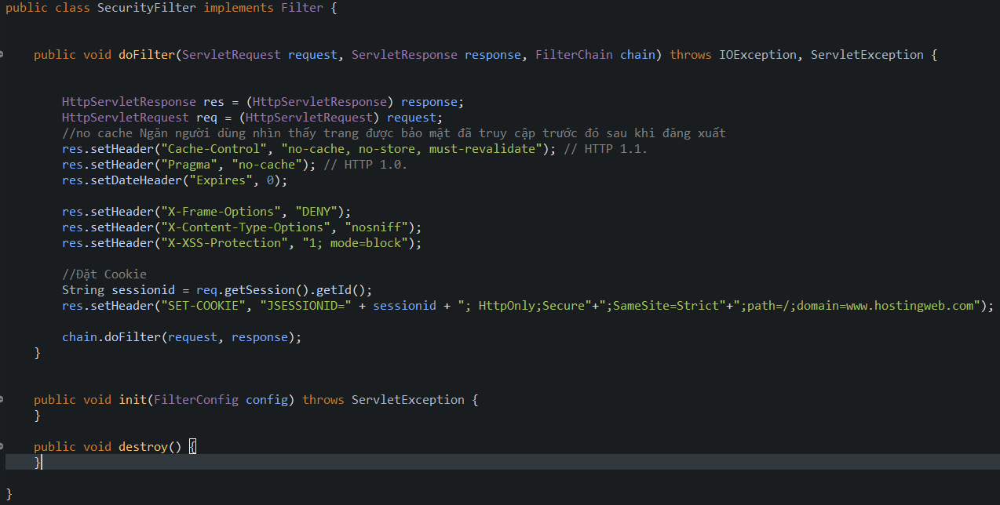 public class SecurityFilter implements Filter {
public void doFilter(ServletRequest request, ServletResponse response, FilterChain chain) throws IOException, ServletException {
HttpServletResponse res = (HttpServletResponse) response;
HttpServletRequest req = (HttpServletRequest) request;
//no cache Ngăn người dùng nhìn thấy trang được bảo mật đã truy cập trước đó sau khi đăng xuất
res.setHeader("Cache-Control", "no-cache, no-store, must-revalidate"); // HTTP 1.1.
res.setHeader("Pragma", "no-cache"); // HTTP 1.0.
res.setDateHeader("Expires", 0);
res.setHeader("X-Frame-Options", "DENY");
res.setHeader("X-Content-Type-Options", "nosniff");
res.setHeader("X-XSS-Protection", "1; mode=block");
//Đặt Cookie
String sessionid = req.getSession().getId();
res.setHeader("SET-COOKIE", "JSESSIONID=" + sessionid + "; HttpOnly;Secure"+";SameSite=Strict"+";path=/;domain=www.hostingweb.com");
chain.doFilter(request, response);
}
public void init(FilterConfig config) throws ServletException {
}
public void destroy() {
}
}